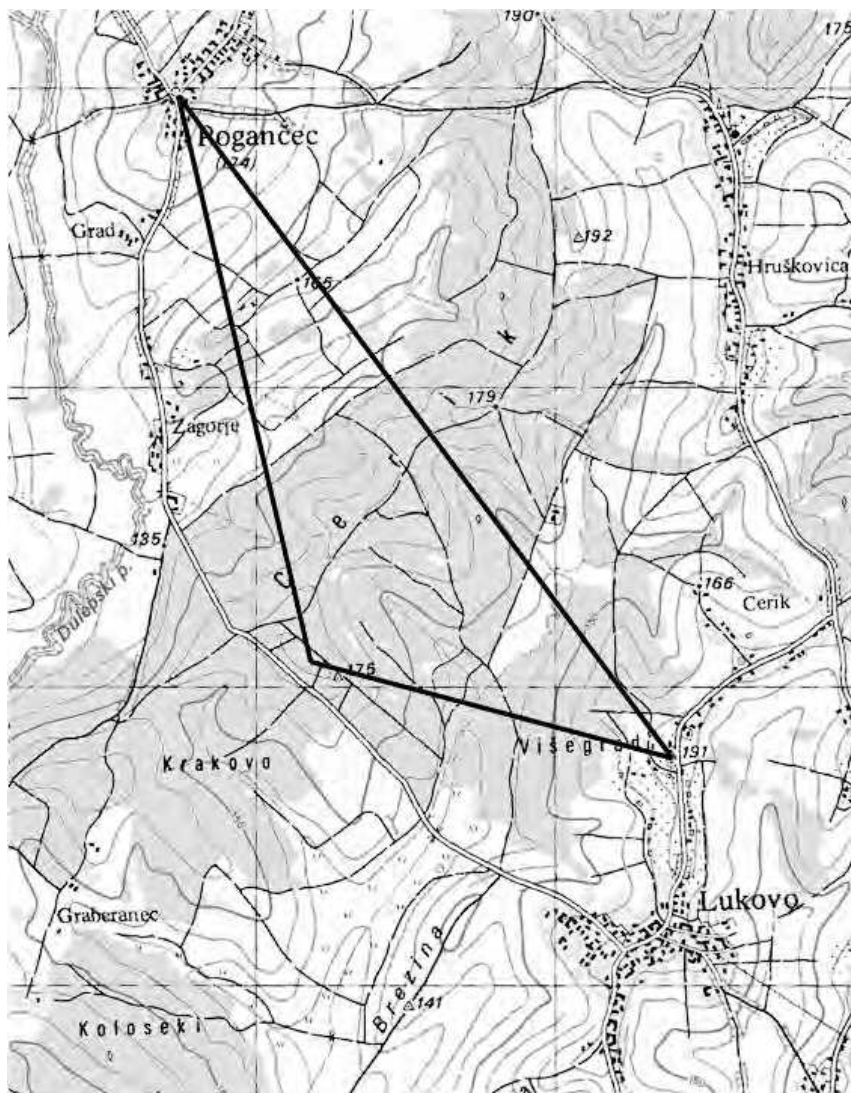 190
175
Pogančec
(174)
Grad
192
Hruškovica
165
k
179
Zagorje
r
e
135
C
166
Cerik
Dulepski p.
175
Višegrad
191
Krakovo
Lukovo
Graberanec
Brezina
141
Koloseki